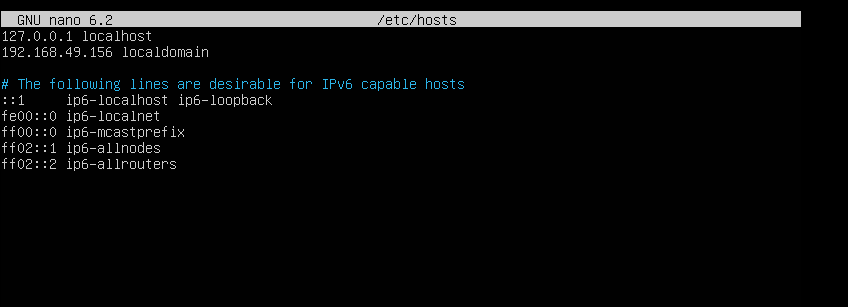 GNU nano 6.2 /etc/hosts
127.0.0.1 localhost
192.168.49.156 localdomain
# The following lines are desirable for IPv6 capable hosts
::1 ip6-localhost ip6-loopback
fe00::0 ip6-localnet
ff00::0 ip6-mcastprefix
ff02::1 ip6-allnodes
ff02::2 ip6-allrouters